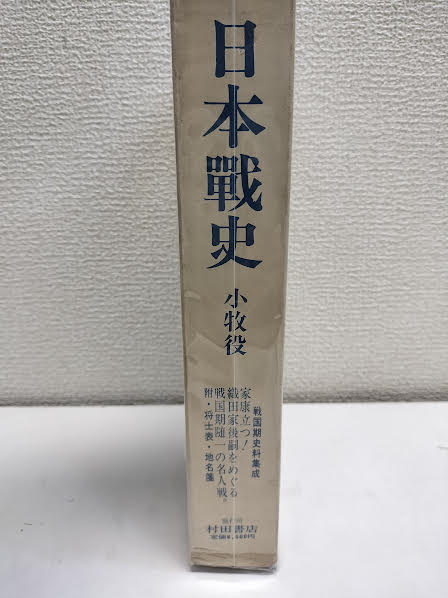 日本戰史
小牧役
戦国期史料集成
家康立つ!
織田家後嗣をめぐる
戦国期随一の名人戦。
附・将士表・地名箋
村田書店